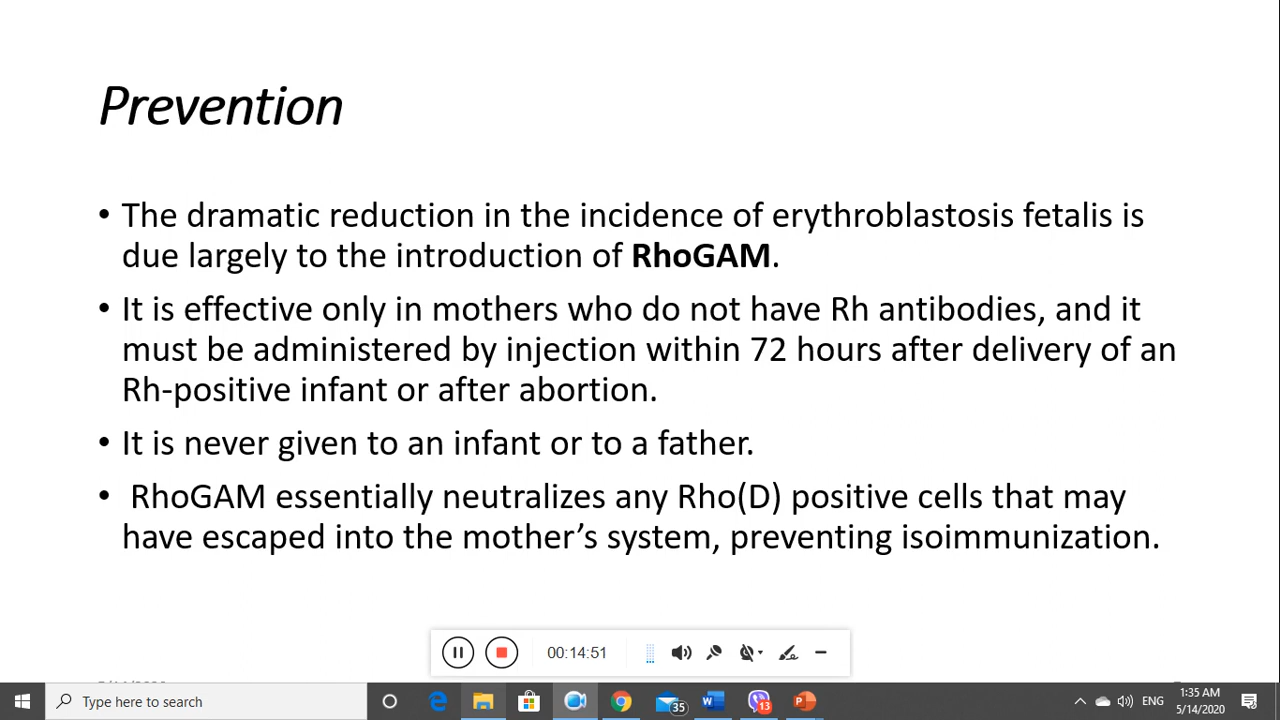 Prevention
• The dramatic reduction in the incidence of erythroblastosis fetalis is
due largely to the introduction of RhoGAM.
• It is effective only in mothers who do not have Rh antibodies, and it
must be administered by injection within 72 hours after delivery of an
Rh-positive infant or after abortion.
• It is never given to an infant or to a father.
• RhoGAM essentially neutralizes any Rho(D) positive cells that may
have escaped into the mother’s system, preventing isoimmunization.
00:14:51
Type here to search
35
13
ENG
1:35 AM
5/14/2020